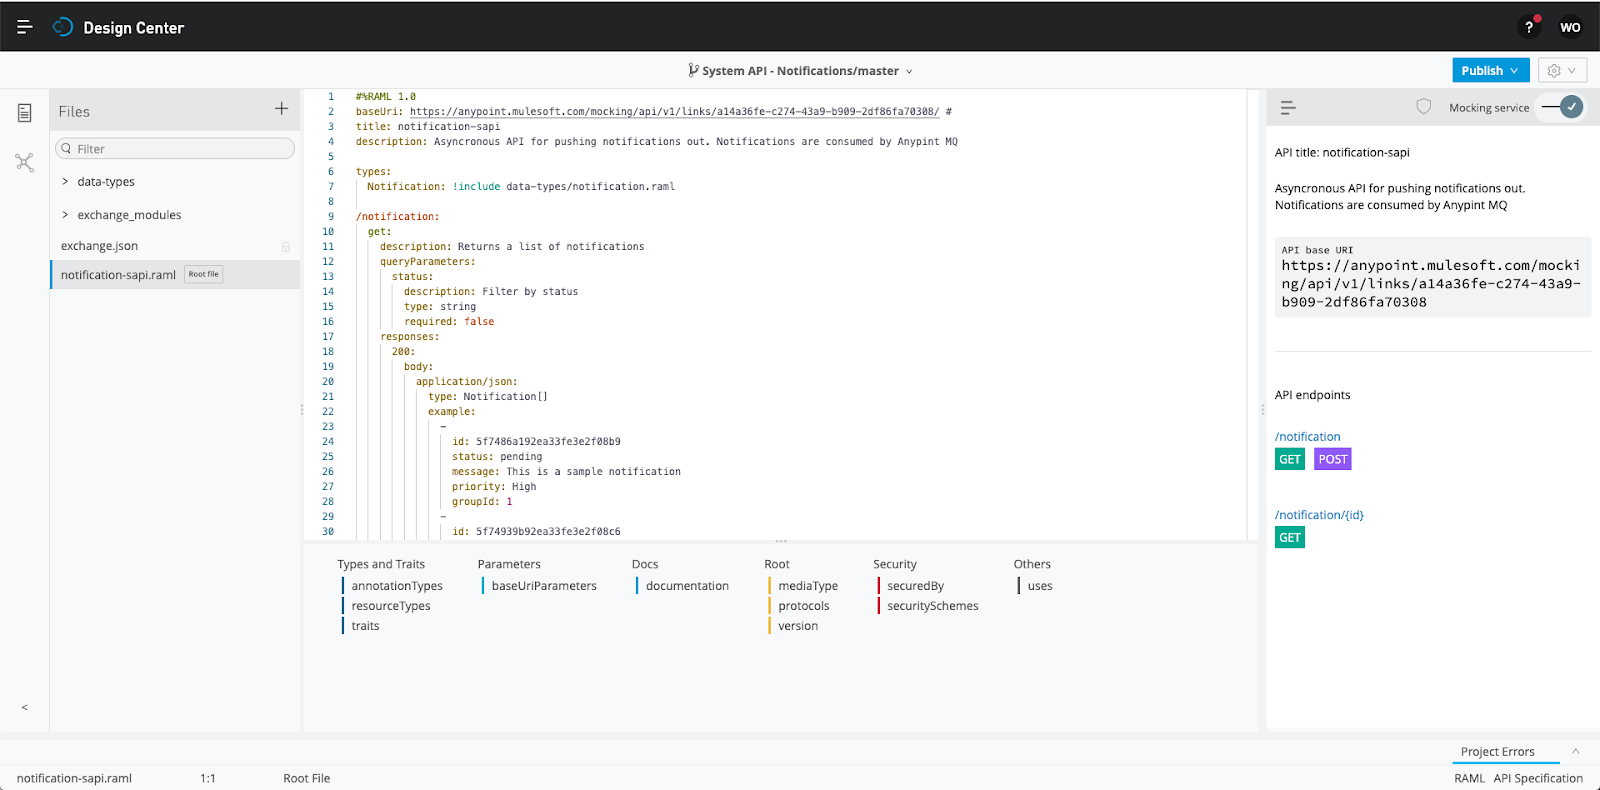 Design Center
?
WO
System API - Notifications/master
Publish
Files
+
Filter
data-types
exchange_modules
exchange.json
notification-sapi.raml Root file
1 #%RAML 1.0
2 baseUri: https://anypoint.mulesoft.com/mocking/api/v1/links/a14a36fe-c274-43a9-b909-2df86fa70308/ #
3 title: notification-sapi
4 description: Asyncronous API for pushing notifications out. Notifications are consumed by Anypint MQ
5
6 types:
7 Notification: !include data-types/notification.raml
8
9 /notification:
10 get:
11 description: Returns a list of notifications
12 queryParameters:
13 status:
14 description: Filter by status
15 type: string
16 required: false
17 responses:
18 200:
19 body:
20 application/json:
21 type: Notification[]
22 example:
23 -
24 id: 5f7486a192ea33fe3e2f08b9
25 status: pending
26 message: This is a sample notification
27 priority: High
28 groupId: 1
29 -
30 id: 5f74939b92ea33fe3e2f08c6
Types and Traits
annotationTypes
resourceTypes
traits
Parameters
baseUriParameters
Docs
documentation
Root
mediaType
protocols
version
Security
securedBy
securitySchemes
Others
uses
Mocking service
API title: notification-sapi
Asyncronous API for pushing notifications out.
Notifications are consumed by Anypint MQ
API base URI
https://anypoint.mulesoft.com/mocki
ng/api/v1/links/a14a36fe-c274-43a9-
b909-2df86fa70308
API endpoints
/notification
GET POST
/notification/{id}
GET
<
Project Errors
notification-sapi.raml 1:1 Root File
RAML API Specification